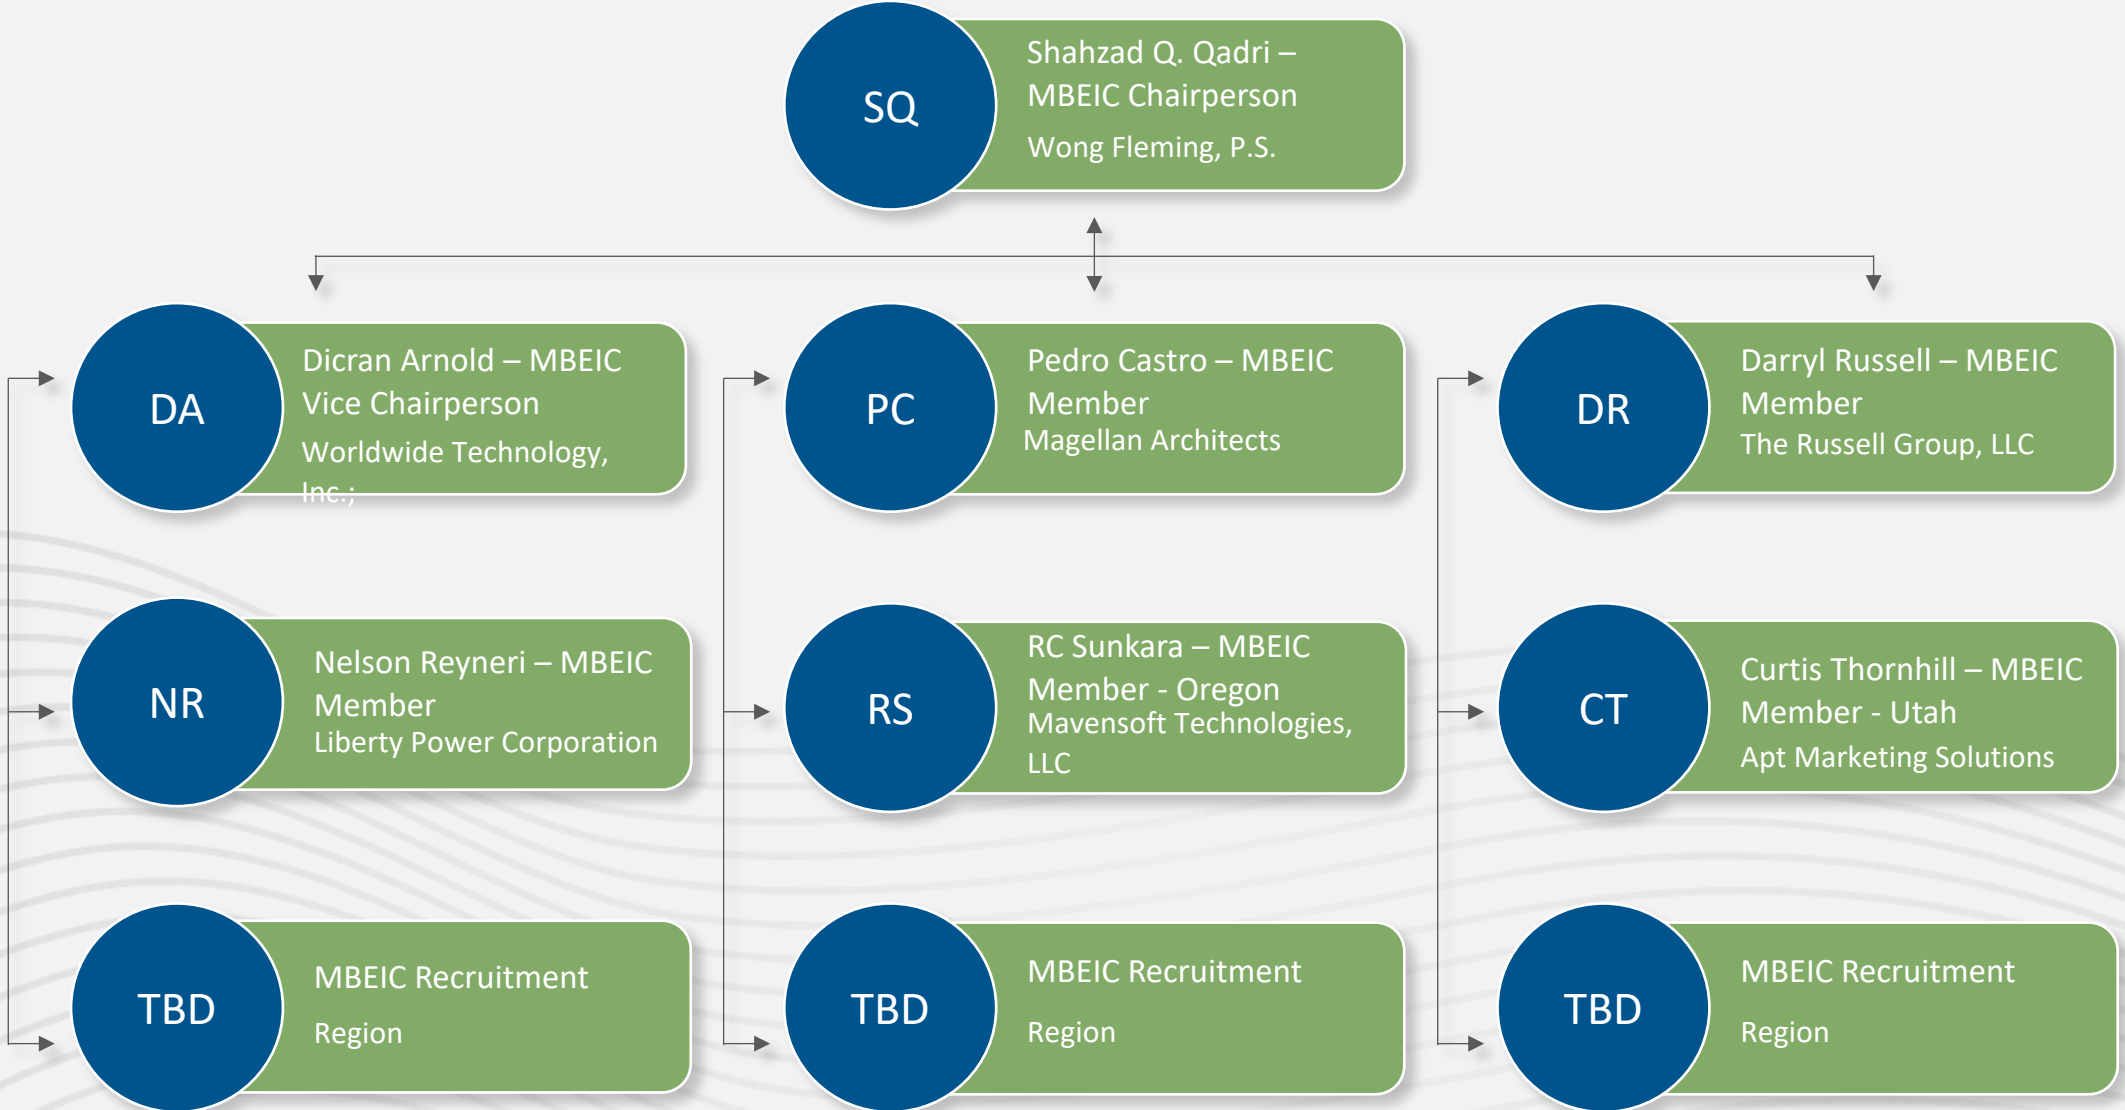 SQ
Shahzad Q. Qadri –
MBEIC Chairperson
Wong Fleming, P.S.
DA
Dicran Arnold – MBEIC
Vice Chairperson
Worldwide Technology,
Inc.;
PC
Pedro Castro – MBEIC
Member
Magellan Architects
DR
Darryl Russell – MBEIC
Member
The Russell Group, LLC
NR
Nelson Reyneri – MBEIC
Member
Liberty Power Corporation
RS
RC Sunkara – MBEIC
Member - Oregon
Mavensoft Technologies,
LLC
CT
Curtis Thornhill – MBEIC
Member - Utah
Apt Marketing Solutions
TBD
MBEIC Recruitment
Region
TBD
MBEIC Recruitment
Region
TBD
MBEIC Recruitment
Region